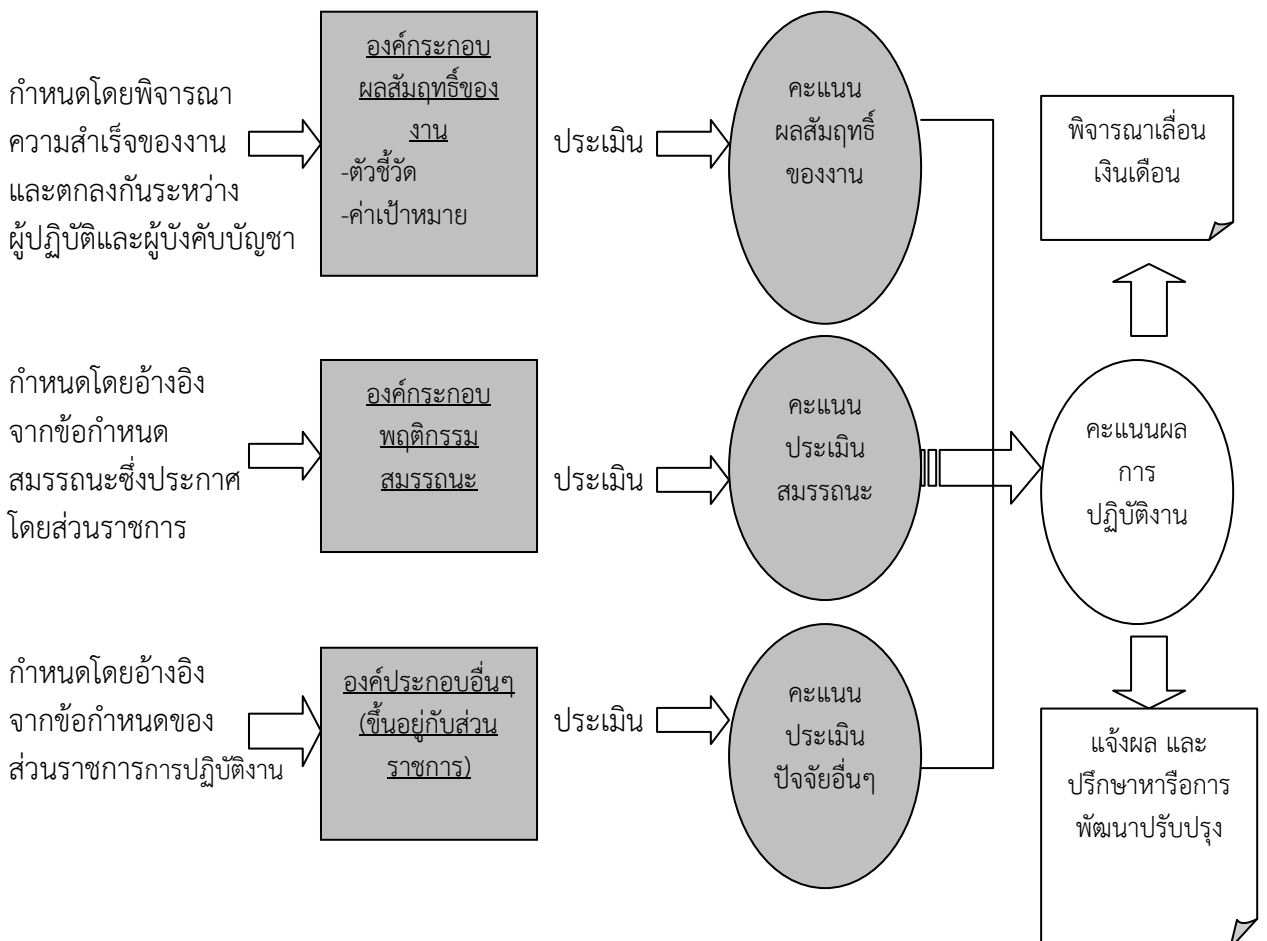 กำหนดโดยพิจารณา
ความสำเร็จของงาน
และตกลงกันระหว่าง
ผู้ปฏิบัติและผู้บังคับบัญชา
องค์กระกอบ
ผลสัมฤทธิ์ของ
งาน
-ตัวชี้วัด
-ค่าเป้าหมาย
ประเมิน
คะแนน
ผลสัมฤทธิ์
ของงาน
พิจารณาเลื่อน
เงินเดือน
กำหนดโดยอ้างอิง
จากข้อกำหนด
สมรรถนะซึ่งประกาศ
โดยส่วนราชการ
องค์กระกอบ
พฤติกรรม
สมรรถนะ
ประเมิน
คะแนน
ประเมิน
สมรรถนะ
คะแนนผล
การ
ปฏิบัติงาน
กำหนดโดยอ้างอิง
จากข้อกำหนดของ
ส่วนราชการการปฏิบัติงาน
องค์ประกอบอื่นๆ
(ขึ้นอยู่กับส่วน
ราชการ)
ประเมิน
คะแนน
ประเมิน
ปัจจัยอื่นๆ
แจ้งผล และ
ปรึกษาหารือการ
พัฒนาปรับปรุง